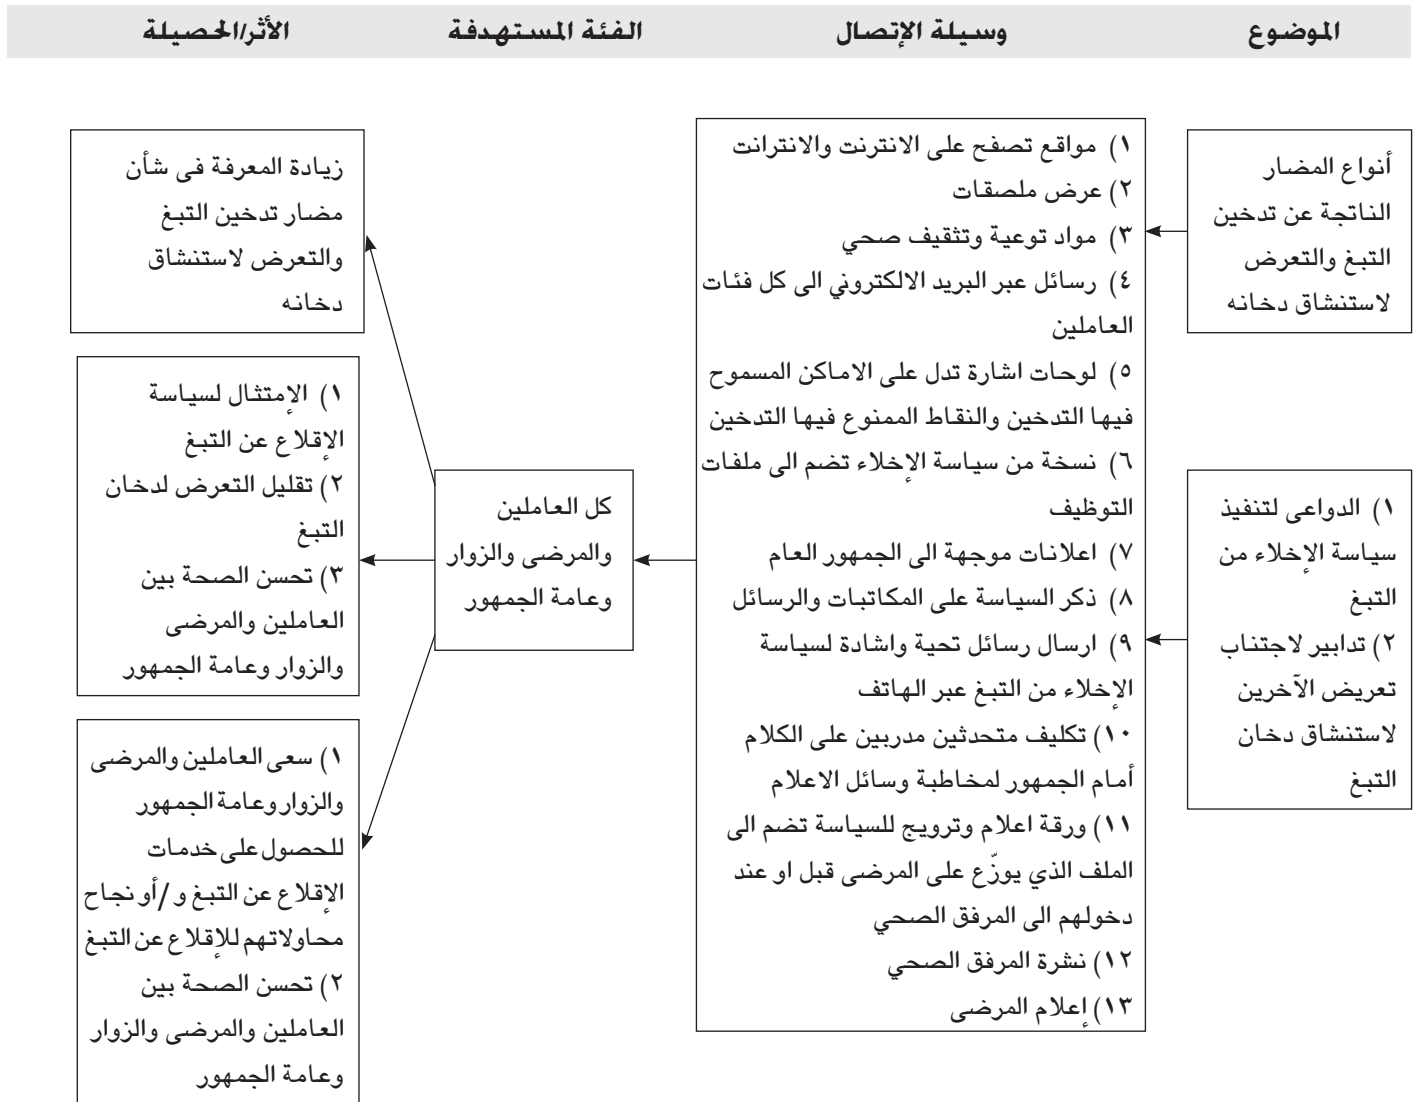 الموضوع
وسيلة الإتصال
الفئة المستهدفة
الأثر/الحصيلة
أنواع المضار
الناتجة عن تدخين
التبغ والتعرض
لاستنشاق دخانه
١) الدواعى لتنفيذ
سياسة الإخلاء من
التبغ
٢) تدابير لاجتناب
تعريض الآخرين
لاستنشاق دخان
التبغ
١) مواقع تصفح على الانترنت والانترانت
٢) عرض ملصقات
٣) مواد توعية وتثقيف صحي
٤) رسائل عبر البريد الالكتروني الى كل فئات
العاملين
٥) لوحات اشارة تدل على الاماكن المسموح
فيها التدخين والنقاط الممنوع فيها التدخين
٦) نسخة من سياسة الإخلاء تضم الى ملفات
التوظيف
٧) اعلانات موجهة الى الجمهور العام
٨) ذكر السياسة على المكاتبات والرسائل
٩) ارسال رسائل تحية واشادة لسياسة
الإخلاء من التبغ عبر الهاتف
١٠) تكليف متحدثين مدربين على الكلام
أمام الجمهور لمخاطبة وسائل الاعلام
١١) ورقة اعلام وترويج للسياسة تضم الى
الملف الذي يوزّع على المرضى قبل او عند
دخولهم الى المرفق الصحي
١٢) نشرة المرفق الصحي
١٣) إعلام المرضى
كل العاملين
والمرضى والزوار
وعامة الجمهور
زيادة المعرفة فى شأن
مضار تدخين التبغ
والتعرض لاستنشاق
دخانه
١) الإمتثال لسياسة
الإقلاع عن التبغ
٢) تقليل التعرض لدخان
التبغ
٣) تحسن الصحة بين
العاملين والمرضى
والزوار وعامة الجمهور
١) سعى العاملين والمرضى
والزوار وعامة الجمهور
للحصول على خدمات
الإقلاع عن التبغ و/أو نجاح
محاولاتهم للإقلاع عن التبغ
٢) تحسن الصحة بين
العاملين والمرضى والزوار
وعامة الجمهور